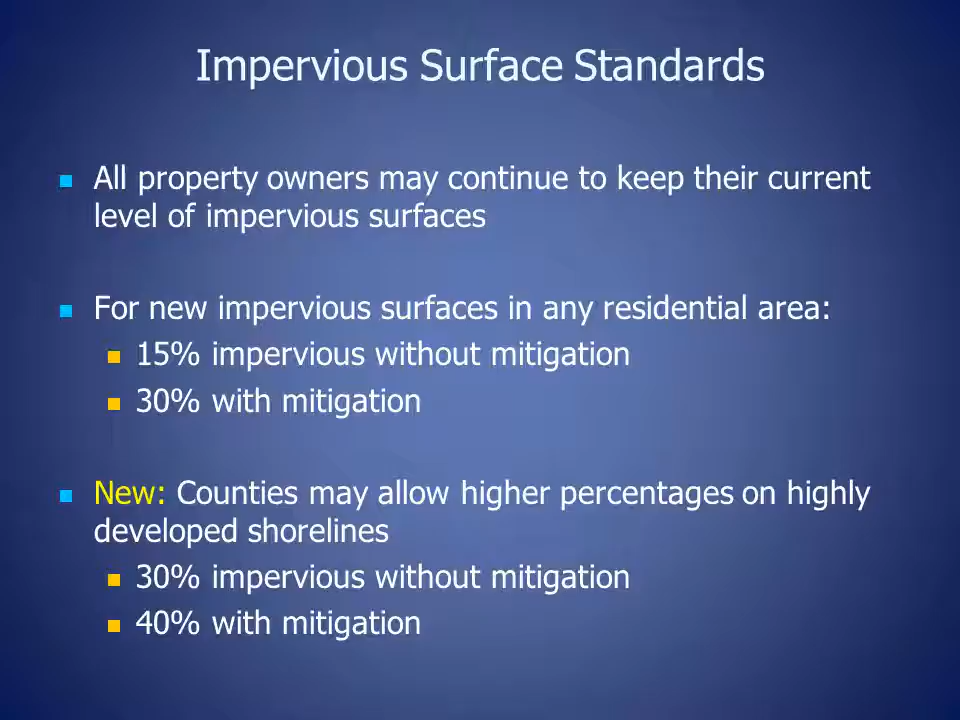 Impervious Surface Standards
All property owners may continue to keep their current
level of impervious surfaces
For new impervious surfaces in any residential area:
15% impervious without mitigation
30% with mitigation
New: Counties may allow higher percentages on highly
developed shorelines
30% impervious without mitigation
40% with mitigation